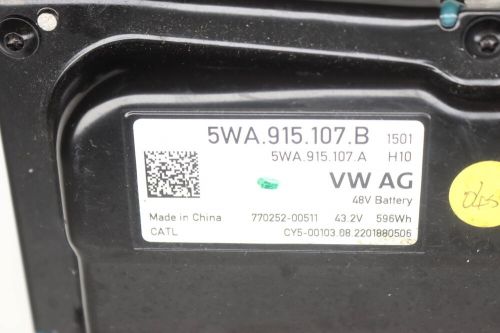 5WA.915.107.B 1501
5WA.915.107.A H10
VW AG
48V Battery
Made in China 770252-00511 43.2V 596Wh
CATL CY5-00103.08.2201880506